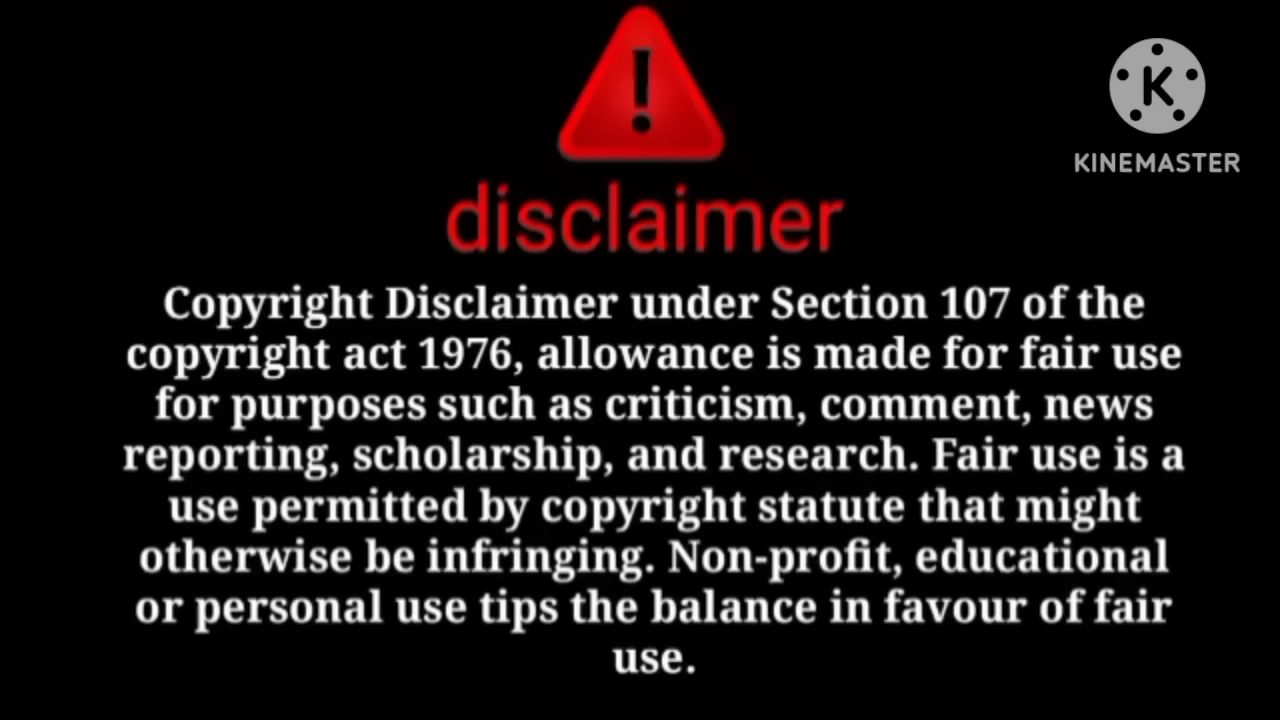 !
K
KINEMASTER
disclaimer
Copyright Disclaimer under Section 107 of the
copyright act 1976, allowance is made for fair use
for purposes such as criticism, comment, news
reporting, scholarship, and research. Fair use is a
use permitted by copyright statute that might
otherwise be infringing. Non-profit, educational
or personal use tips the balance in favour of fair
use.